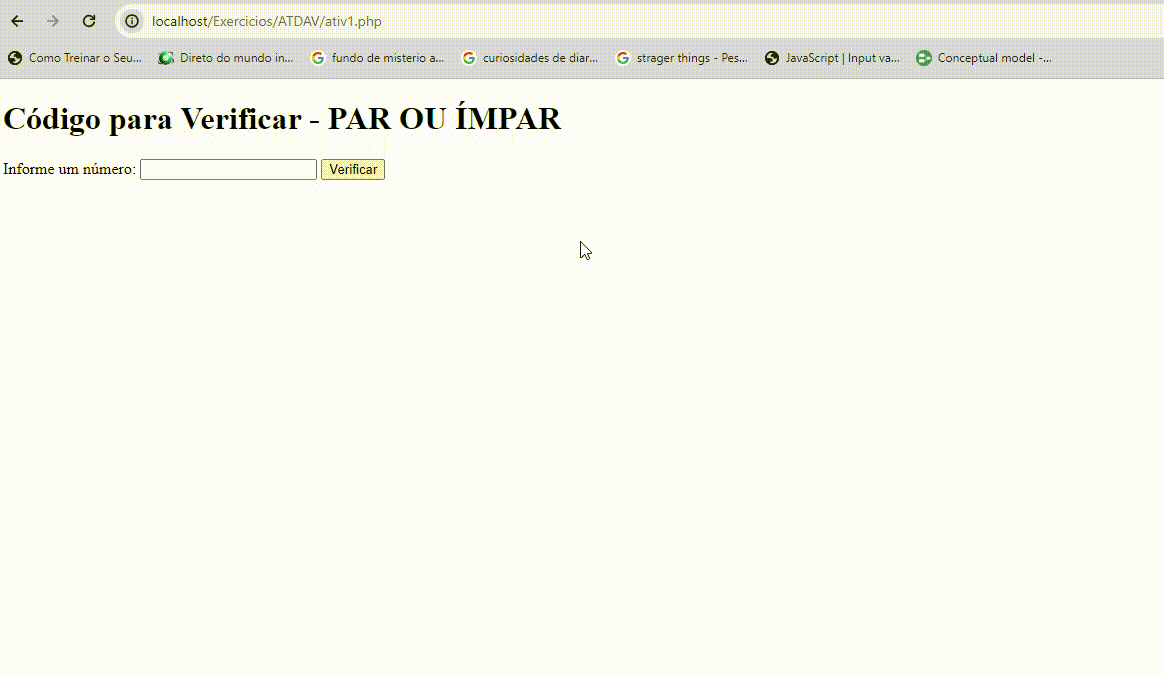 localhost/Exercicios/ATDAV/ativ1.php
Como Treinar o Seu... Direto do mundo in... fundo de misterio a... curiosidades de diar... strager things - Pes... JavaScript | Input va... Conceptual model -...
Código para Verificar - PAR OU ÍMPAR
Informe um número: Verificar